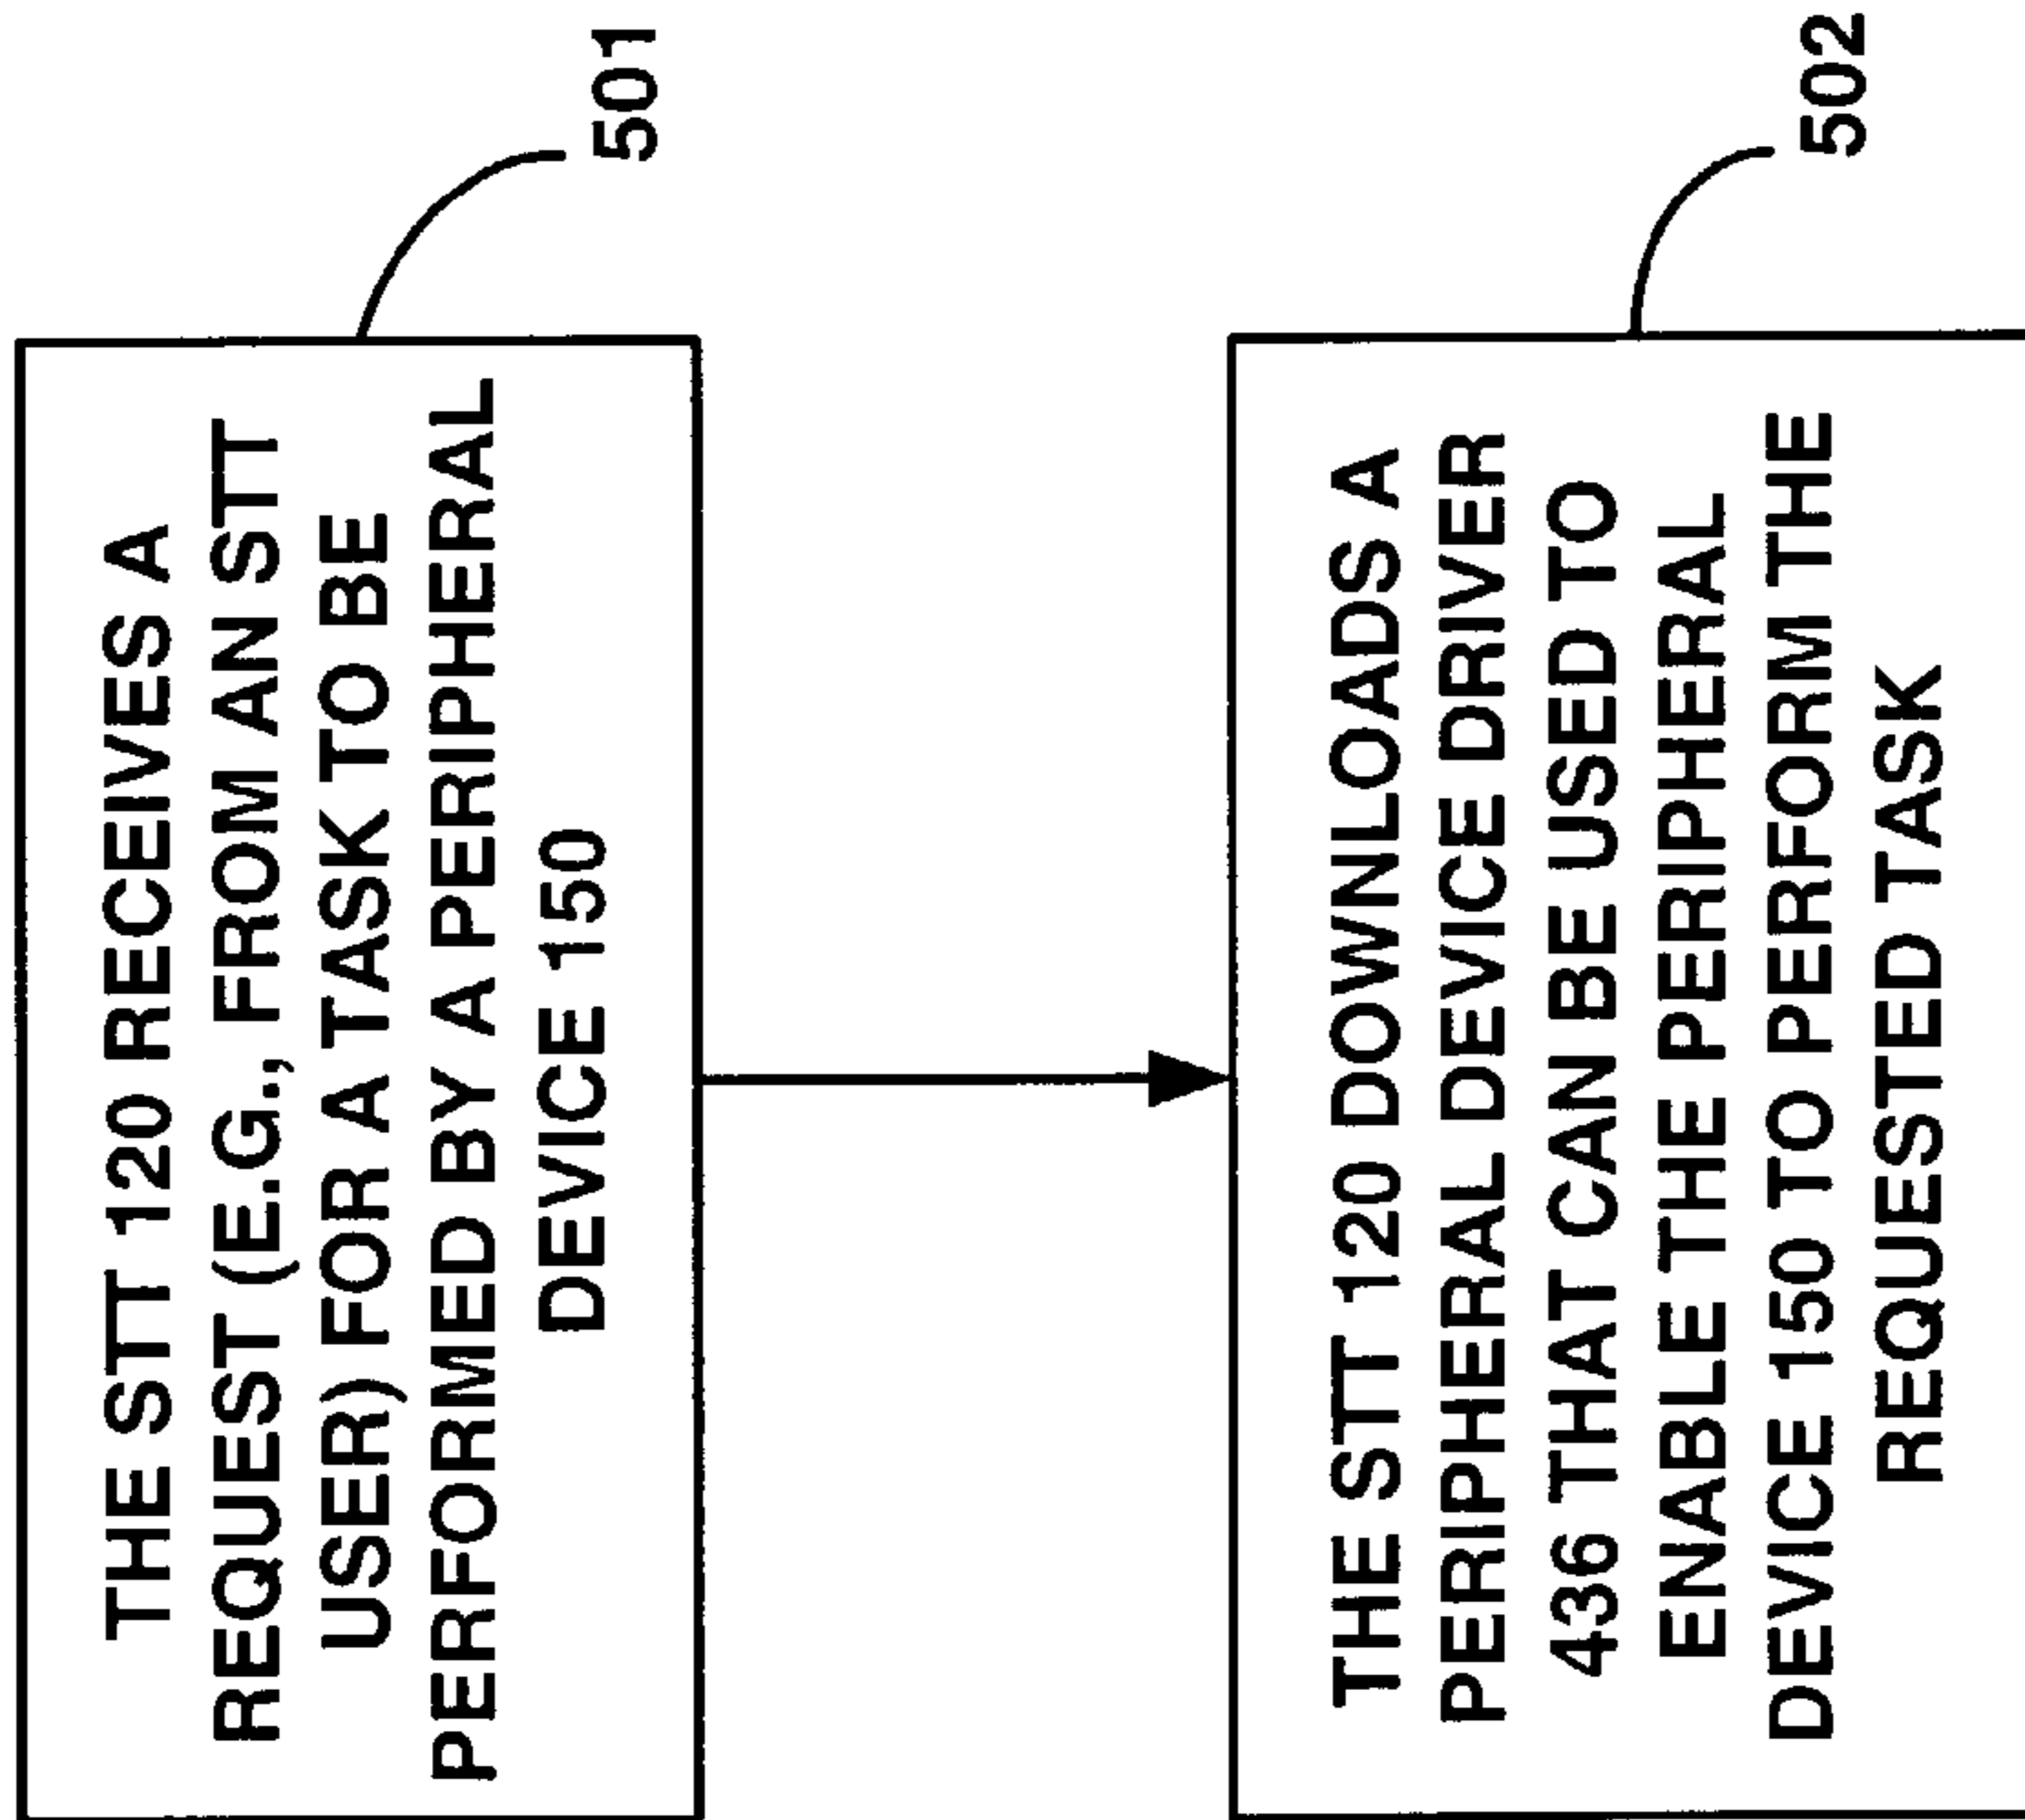 THE STT 120 RECEIVES A
REQUEST (E.G., FROM AN STT
USER) FOR A TASK TO BE
PERFORMED BY A PERIPHERAL
DEVICE 150
501
THE STT 120 DOWNLOADS A
PERIPHERAL DEVICE DRIVER
436 THAT CAN BE USED TO
ENABLE THE PERIPHERAL
DEVICE 150 TO PERFORM THE
REQUESTED TASK
502